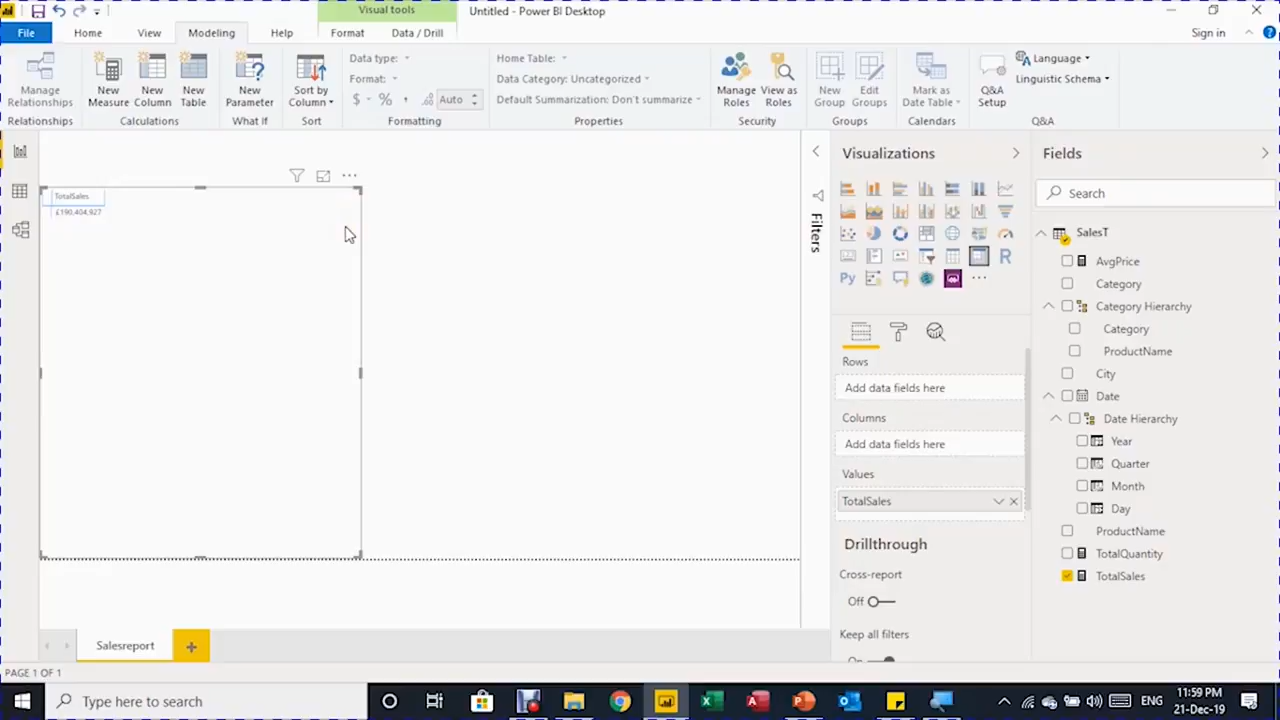 Visual tools
Untitled - Power BI Desktop
File
Home
View
Modeling
Help
Format
Data / Drill
Sign in
Manage Relationships
Relationships
New Measure
New Column
New Table
Calculations
New Parameter
What if
Sort by Column
Sort
Data type:
Format:
$ % , Auto
Formatting
Home Table:
Data Category: Uncategorized
Default Summarization: Don't summarize
Properties
Manage Roles
View as Roles
Security
New Group
Edit Groups
Groups
Mark as Date Table
Calendars
Q&A Setup
Language
Linguistic Schema
Q&A
TotalSales
£190,404,927
Filters
Visualizations
R
Py
Rows
Add data fields here
Columns
Add data fields here
Values
TotalSales
Drillthrough
Cross-report
Off
Keep all filters
On
Fields
Search
SalesT
AvgPrice
Category
Category Hierarchy
Category
ProductName
City
Date
Date Hierarchy
Year
Quarter
Month
Day
ProductName
TotalQuantity
TotalSales
Salesreport
PAGE 1 OF 1
Type here to search
ENG
11:59 PM
21-Dec-19